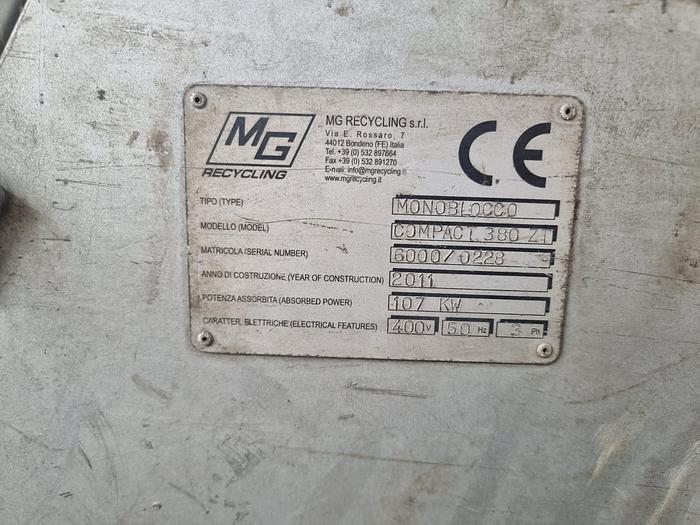 MG
RECYCLING
MG RECYCLING s.r.l.
Via E. Rossaro, 7
44012 Bondeno (FE) Italia
Tel. +39 (0) 532 897664
Fax +39 (0) 532 891270
E-mail: info@mgrecycling.it
www.mgrecycling.it
CE
TIPO (TYPE) MONOBLOCCO
MODELLO (MODEL) COMPACT 380 ZT
MATRICOLA (SERIAL NUMBER) 6000/0228
ANNO DI COSTRUZIONE (YEAR OF CONSTRUCTION) 2011
POTENZA ASSORBITA (ABSORBED POWER) 107 KW
CARATTER. ELETTRICHE (ELECTRICAL FEATURES) 400 V 50 Hz 3 Ph